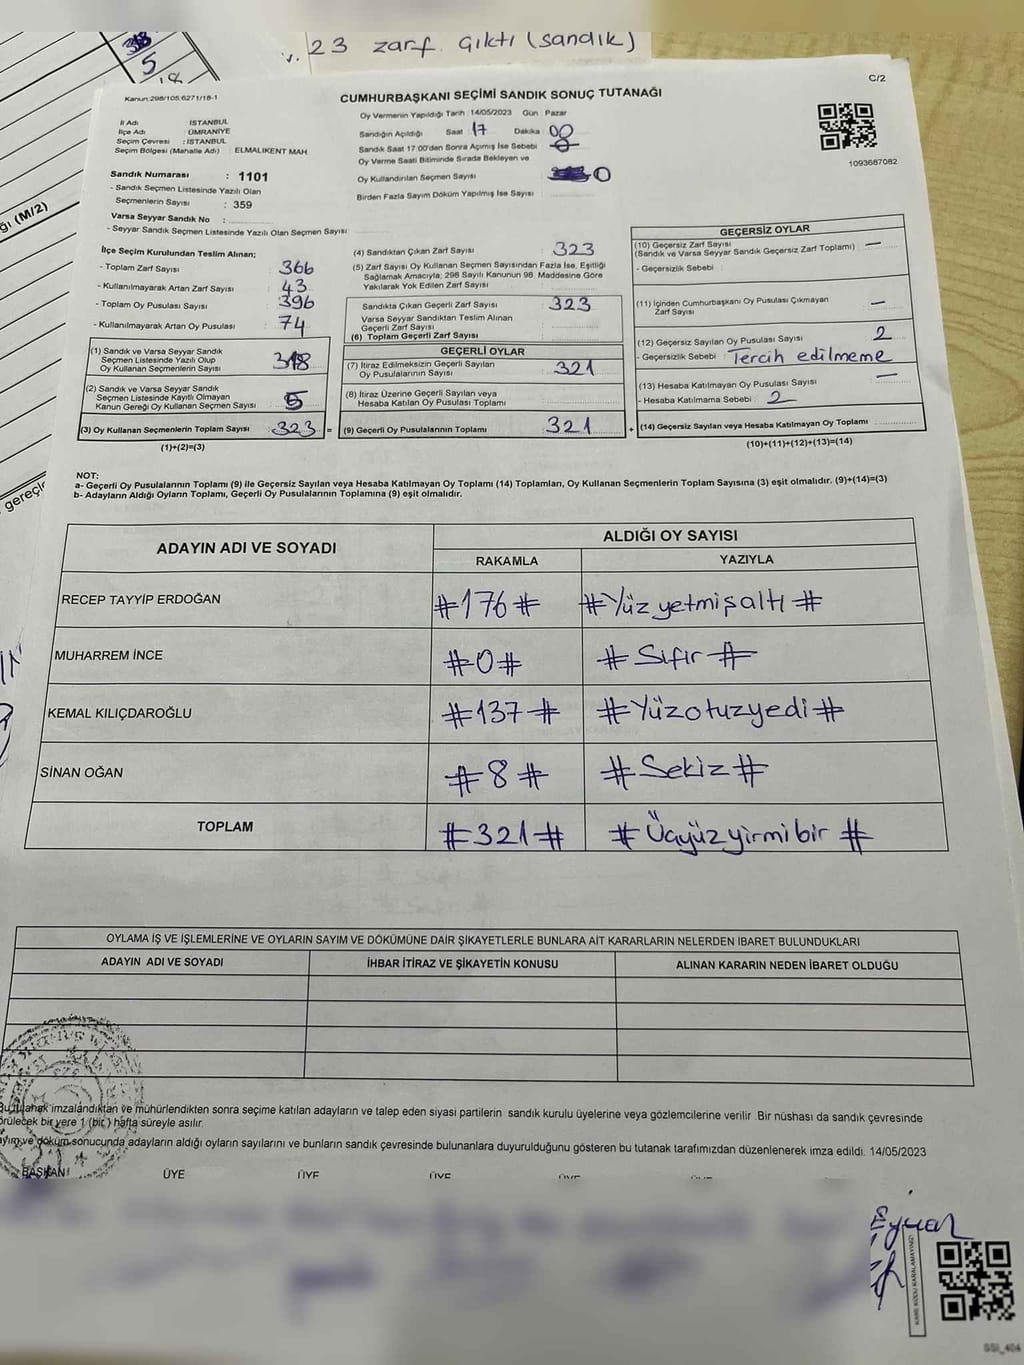 23 zarf çıktı (sandık)
5
C/2
Kanun:298/105,6271/18-1
CUMHURBAŞKANI SEÇİMİ SANDIK SONUÇ TUTANAĞI
İl Adı : İSTANBUL
İlçe Adı : ÜMRANİYE
Seçim Çevresi : İSTANBUL
Seçim Bölgesi (Mahalle Adı) : ELMALIKENT MAH.
Oy Vermenin Yapıldığı Tarih : 14/05/2023 Gün : Pazar
Sandığın Açıldığı Saat : 17 Dakika : 00
Sandık Saat 17.00'den Sonra Açılmış İse Sebebi
Oy Verme Saati Bitiminde Sırada Bekleyen ve
Oy Kullandırılan Seçmen Sayısı : 0
Birden Fazla Sayım Döküm Yapılmış İse Sayısı :
1093687082
Sandık Numarası : 1101
- Sandık Seçmen Listesinde Yazılı Olan
Seçmenlerin Sayısı : 359
Varsa Seyyar Sandık No :
- Seyyar Sandık Seçmen Listesinde Yazılı Olan Seçmen Sayısı:
İlçe Seçim Kurulundan Teslim Alınan;
- Toplam Zarf Sayısı : 366
- Kullanılmayarak Artan Zarf Sayısı : 43
- Toplam Oy Pusulası Sayısı : 396
- Kullanılmayarak Artan Oy Pusulası : 74
(1) Sandık ve Varsa Seyyar Sandık
Seçmen Listesinde Yazılı Olup
Oy Kullanan Seçmenlerin Sayısı : 318
(2) Sandık ve Varsa Seyyar Sandık
Seçmen Listesinde Kayıtlı Olmayan
Kanun Gereği Oy Kullanan Seçmen Sayısı : 5
(3) Oy Kullanan Seçmenlerin Toplam Sayısı : 323 =
(1)+(2)=(3)
(4) Sandıktan Çıkan Zarf Sayısı : 323
(5) Zarf Sayısı Oy Kullanan Seçmen Sayısından Fazla İse, Eşitliği
Sağlamak Amacıyla; 298 Sayılı Kanunun 98. Maddesine Göre
Yakılarak Yok Edilen Zarf Sayısı :
Sandıkta Çıkan Geçerli Zarf Sayısı : 323
Varsa Seyyar Sandıktan Teslim Alınan
Geçerli Zarf Sayısı :
(6) Toplam Geçerli Zarf Sayısı :
GEÇERLİ OYLAR
(7) İtiraz Edilmeksizin Geçerli Sayılan
Oy Pusulalarının Sayısı : 321
(8) İtiraz Üzerine Geçerli Sayılan veya
Hesaba Katılan Oy Pusulası Toplamı :
(9) Geçerli Oy Pusulalarının Toplamı : 321 +
GEÇERSİZ OYLAR
(10) Geçersiz Zarf Sayısı
(Sandık ve Varsa Seyyar Sandık Geçersiz Zarf Toplamı) : —
- Geçersizlik Sebebi :
(11) İçinden Cumhurbaşkanı Oy Pusulası Çıkmayan
Zarf Sayısı : —
(12) Geçersiz Sayılan Oy Pusulası Sayısı : 2
- Geçersizlik Sebebi : Tercih edilmeme
(13) Hesaba Katılmayan Oy Pusulası Sayısı : —
- Hesaba Katılmama Sebebi : 2
(14) Geçersiz Sayılan veya Hesaba Katılmayan Oy Toplamı :
(10)+(11)+(12)+(13)=(14)
NOT:
a- Geçerli Oy Pusulalarının Toplamı (9) ile Geçersiz Sayılan veya Hesaba Katılmayan Oy Toplamı (14) Toplamları, Oy Kullanan Seçmenlerin Toplam Sayısına (3) eşit olmalıdır. (9)+(14)=(3)
b- Adayların Aldığı Oyların Toplamı, Geçerli Oy Pusulalarının Toplamına (9) eşit olmalıdır.
ADAYIN ADI VE SOYADI
ALDIĞI OY SAYISI
RAKAMLA YAZIYLA
RECEP TAYYİP ERDOĞAN #176# #Yüzyetmişaltı#
MUHARREM İNCE #0# #Sıfır#
KEMAL KILIÇDAROĞLU #137# #Yüzotuzyedi#
SİNAN OĞAN #8# #Sekiz#
TOPLAM #321# #Üçyüzyirmibir#
OYLAMA İŞ VE İŞLEMLERİNE VE OYLARIN SAYIM VE DÖKÜMÜNE DAİR ŞİKAYETLERLE BUNLARA AİT KARARLARIN NELERDEN İBARET BULUNDUKLARI
ADAYIN ADI VE SOYADI İHBAR İTİRAZ VE ŞİKAYETİN KONUSU ALINAN KARARIN NEDEN İBARET OLDUĞU
Bu tutanak imzalandıktan ve mühürlendikten sonra seçime katılan adayların ve talep eden siyasi partilerin sandık kurulu üyelerine veya gözlemcilerine verilir. Bir nüshası da sandık çevresinde
görülecek bir yere 1 (bir) hafta süreyle asılır.
Sayım ve döküm sonucunda adayların aldığı oyların sayılarını ve bunların sandık çevresinde bulunanlara duyurulduğunu gösteren bu tutanak tarafımızdan düzenlenerek imza edildi. 14/05/2023
BAŞKAN ÜYE ÜYE ÜYE ÜYE
KARE KODU KARALAMAYINIZ!